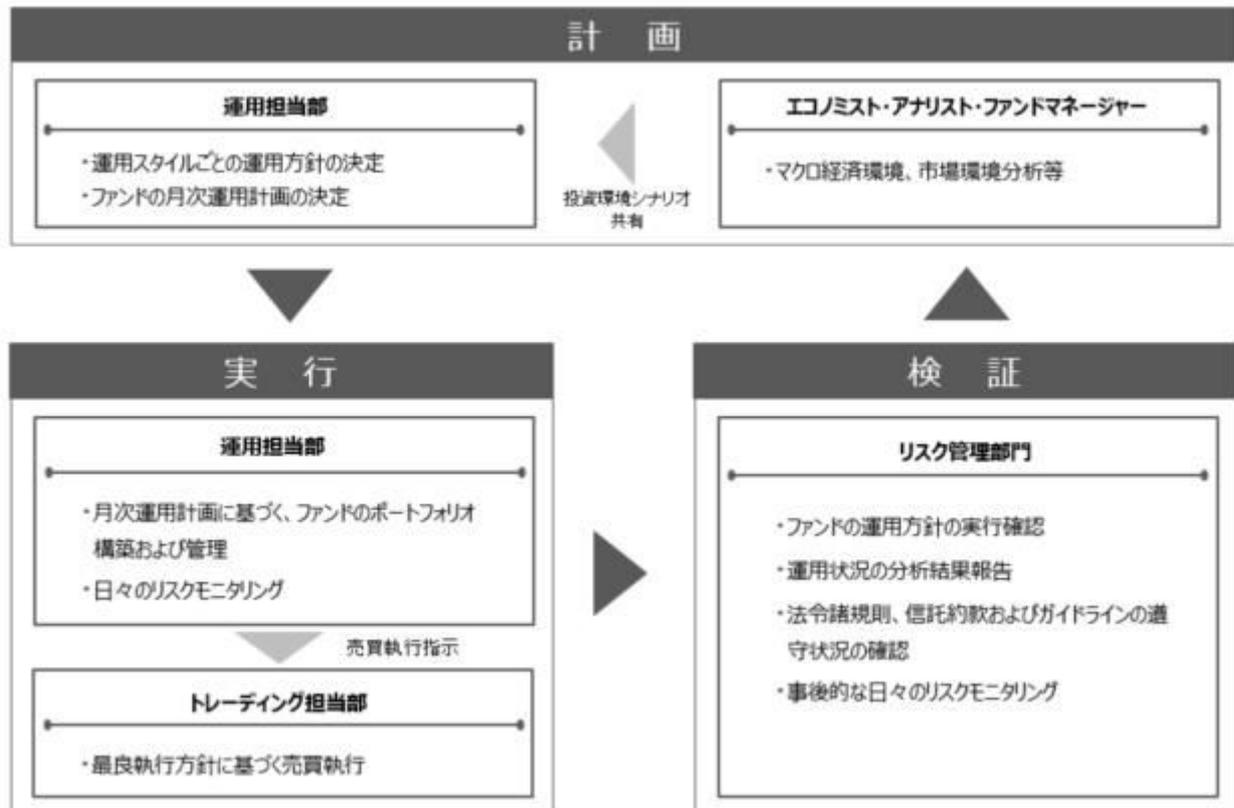 計 画
運用担当部
・運用スタイルごとの運用方針の決定
・ファンドの月次運用計画の決定
投資環境シナリオ
共有
エコノミスト・アナリスト・ファンドマネージャー
・マクロ経済環境、市場環境分析等
実 行
運用担当部
・月次運用計画に基づく、ファンドのポートフォリオ
構築および管理
・日々のリスクモニタリング
売買執行指示
トレーディング担当部
・最良執行方針に基づく売買執行
検 証
リスク管理部門
・ファンドの運用方針の実行確認
・運用状況の分析結果報告
・法令諸規則、信託約款およびガイドラインの遵
守状況の確認
・事後的な日々のリスクモニタリング